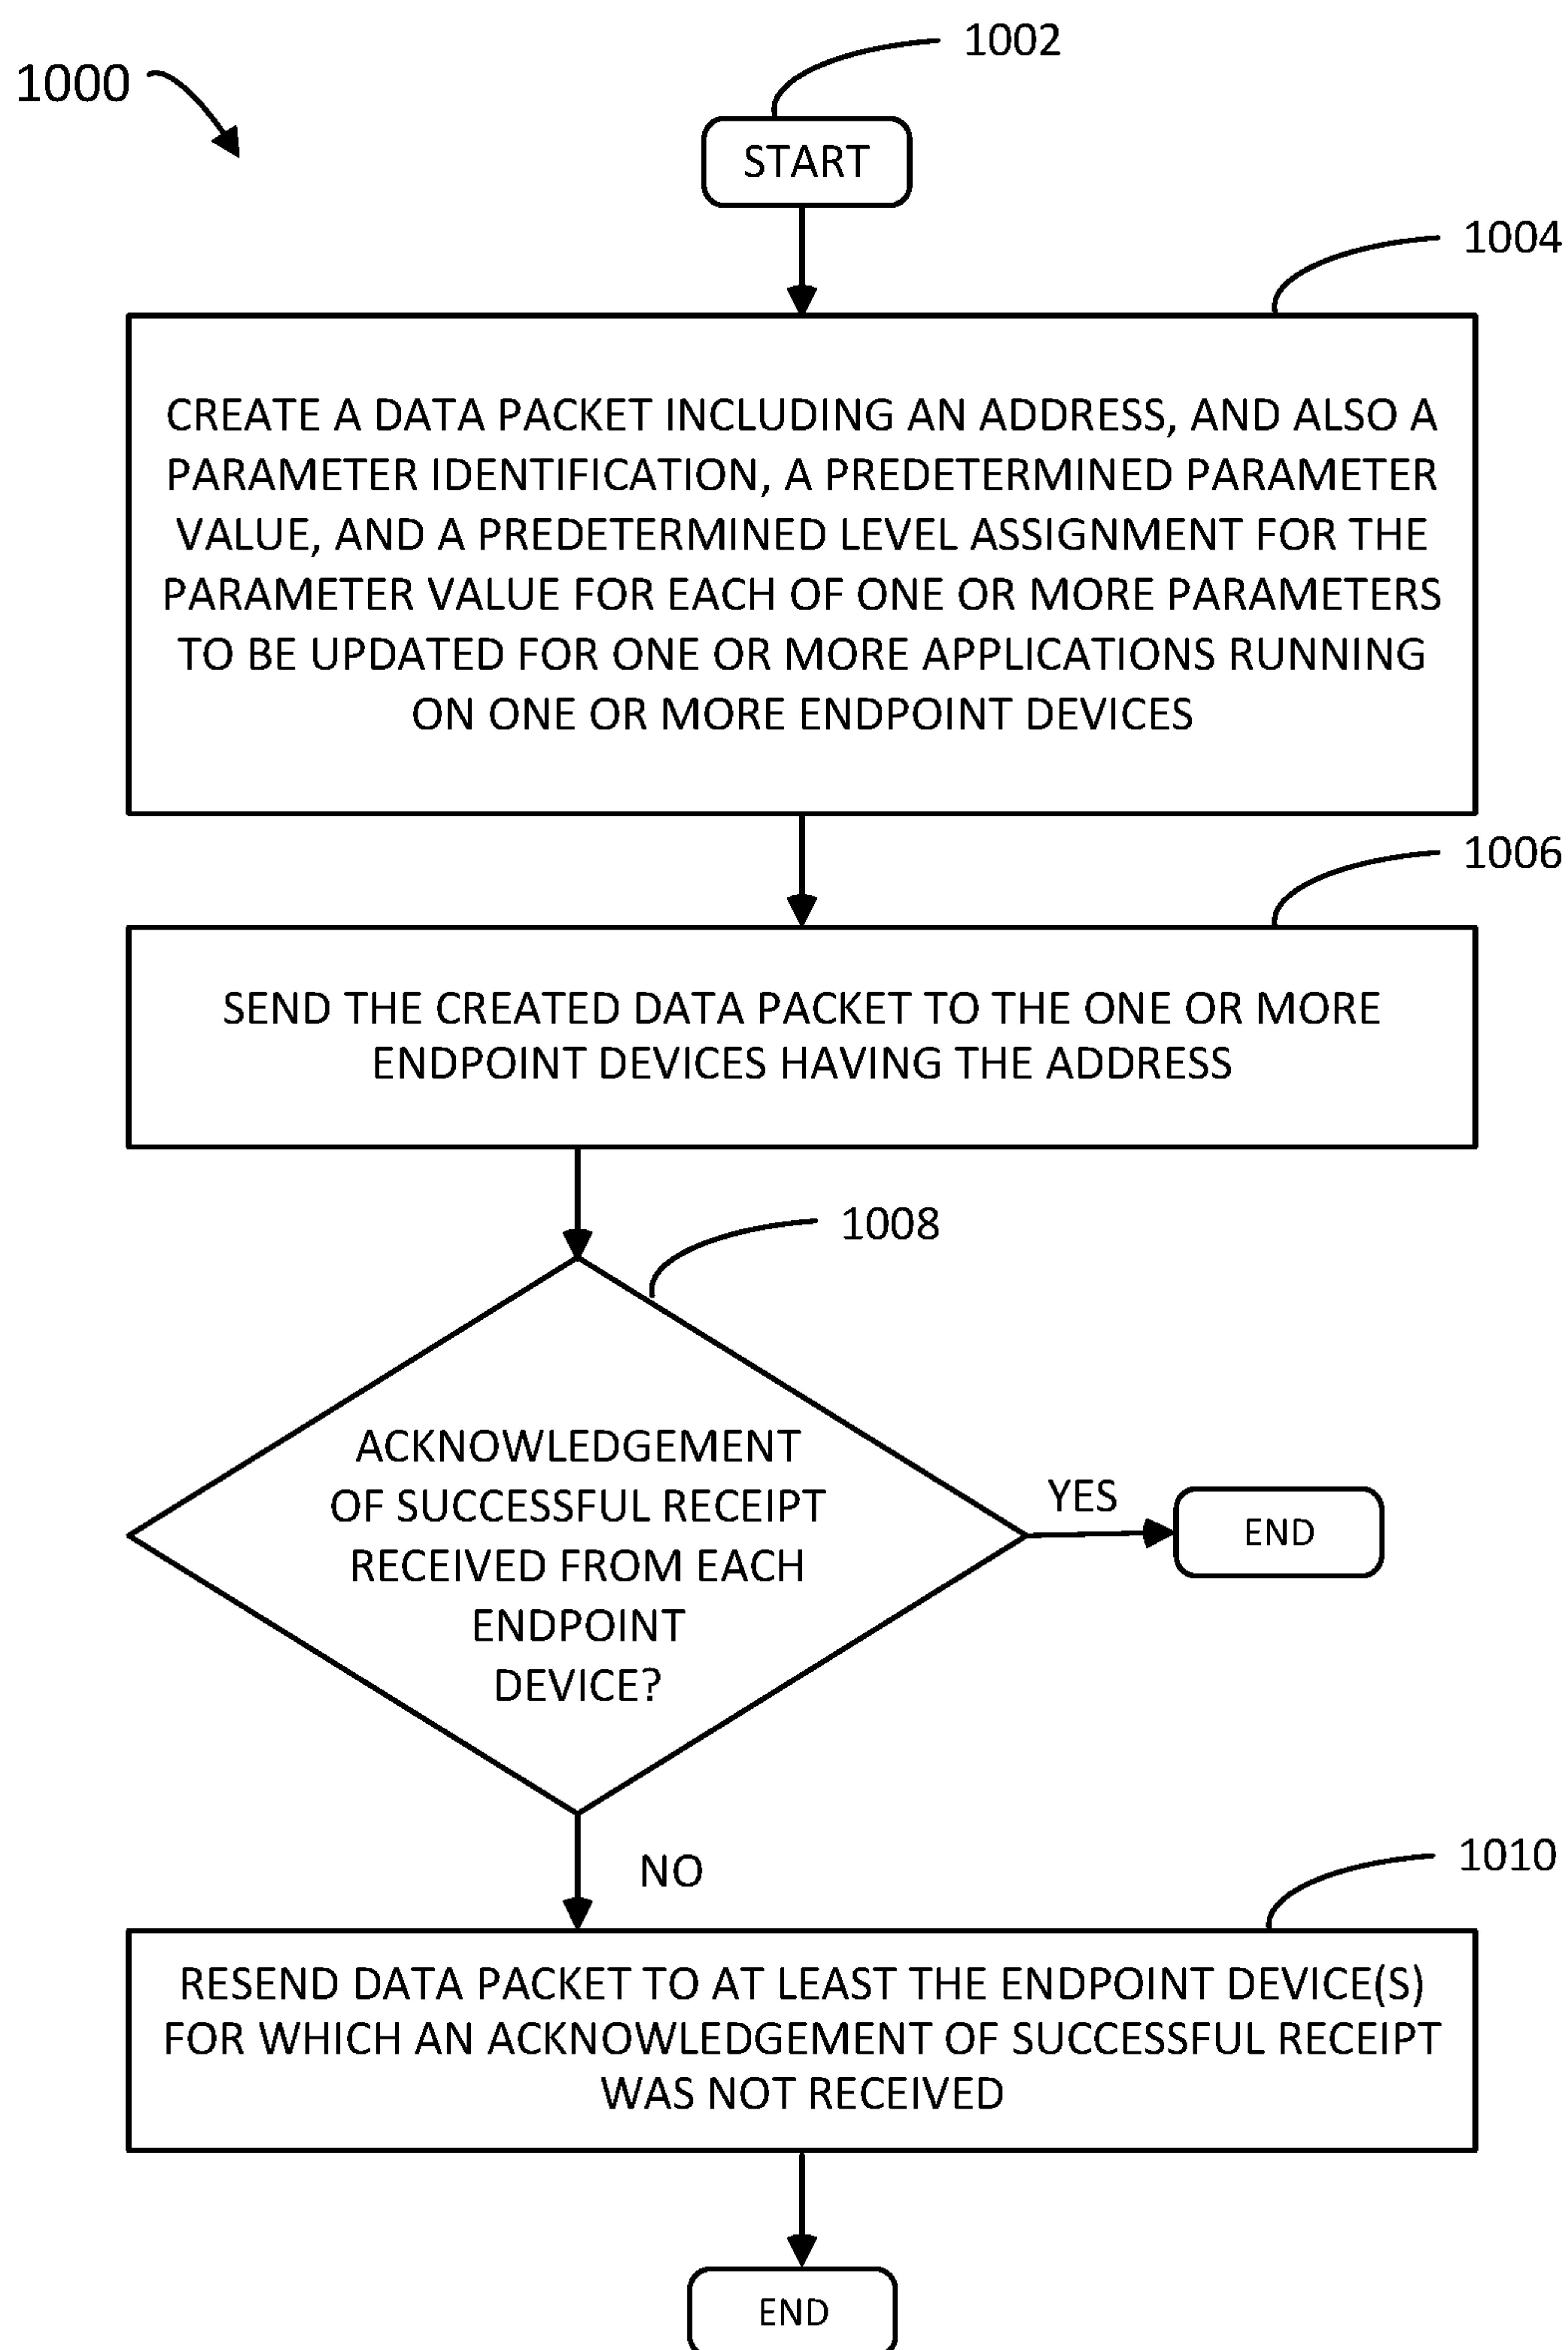 1002
1000
START
1004
CREATE A DATA PACKET INCLUDING AN ADDRESS, AND ALSO A
PARAMETER IDENTIFICATION, A PREDETERMINED PARAMETER
VALUE, AND A PREDETERMINED LEVEL ASSIGNMENT FOR THE
PARAMETER VALUE FOR EACH OF ONE OR MORE PARAMETERS
TO BE UPDATED FOR ONE OR MORE APPLICATIONS RUNNING
ON ONE OR MORE ENDPOINT DEVICES
1006
SEND THE CREATED DATA PACKET TO THE ONE OR MORE
ENDPOINT DEVICES HAVING THE ADDRESS
1008
ACKNOWLEDGEMENT
OF SUCCESSFUL RECEIPT
RECEIVED FROM EACH
ENDPOINT
DEVICE?
YES
END
NO
1010
RESEND DATA PACKET TO AT LEAST THE ENDPOINT DEVICE(S)
FOR WHICH AN ACKNOWLEDGEMENT OF SUCCESSFUL RECEIPT
WAS NOT RECEIVED
END